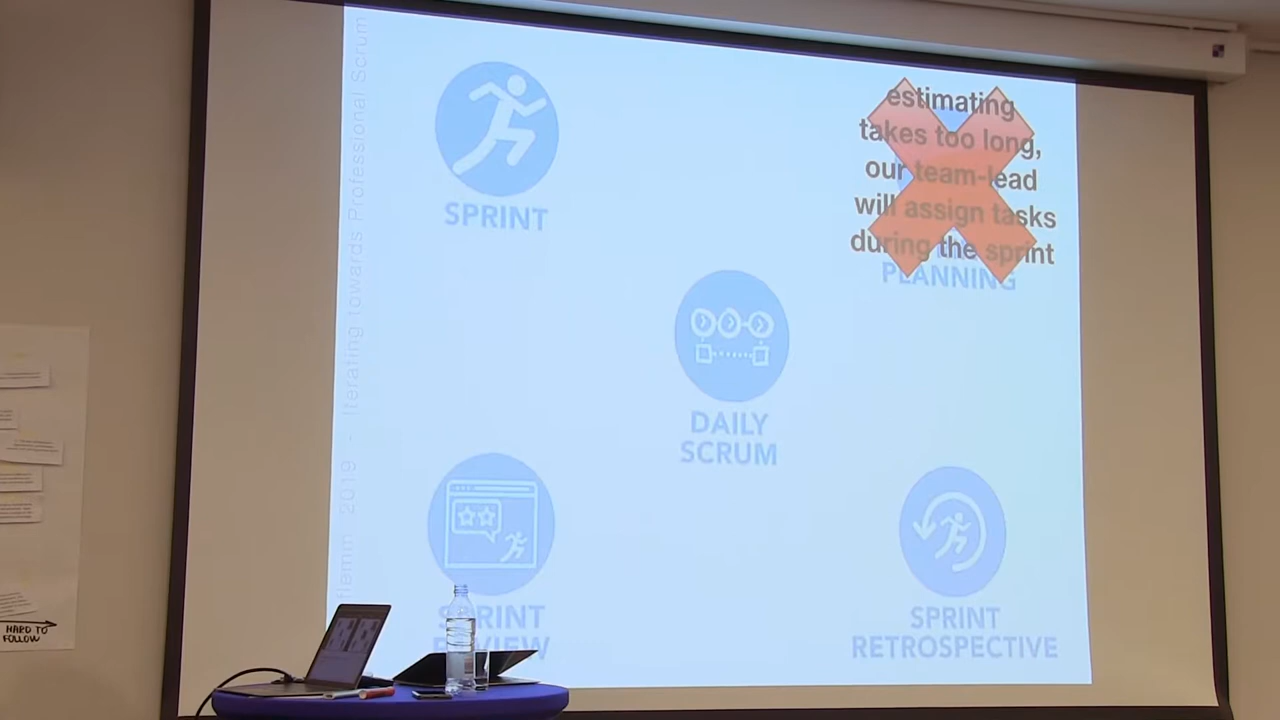 flemm 2019 - Iterating towards Professional Scrum
SPRINT
estimating
takes too long,
our team-lead
will assign tasks
during the sprint
PLANNING
DAILY
SCRUM
SPRINT
REVIEW
SPRINT
RETROSPECTIVE
HARD TO
FOLLOW